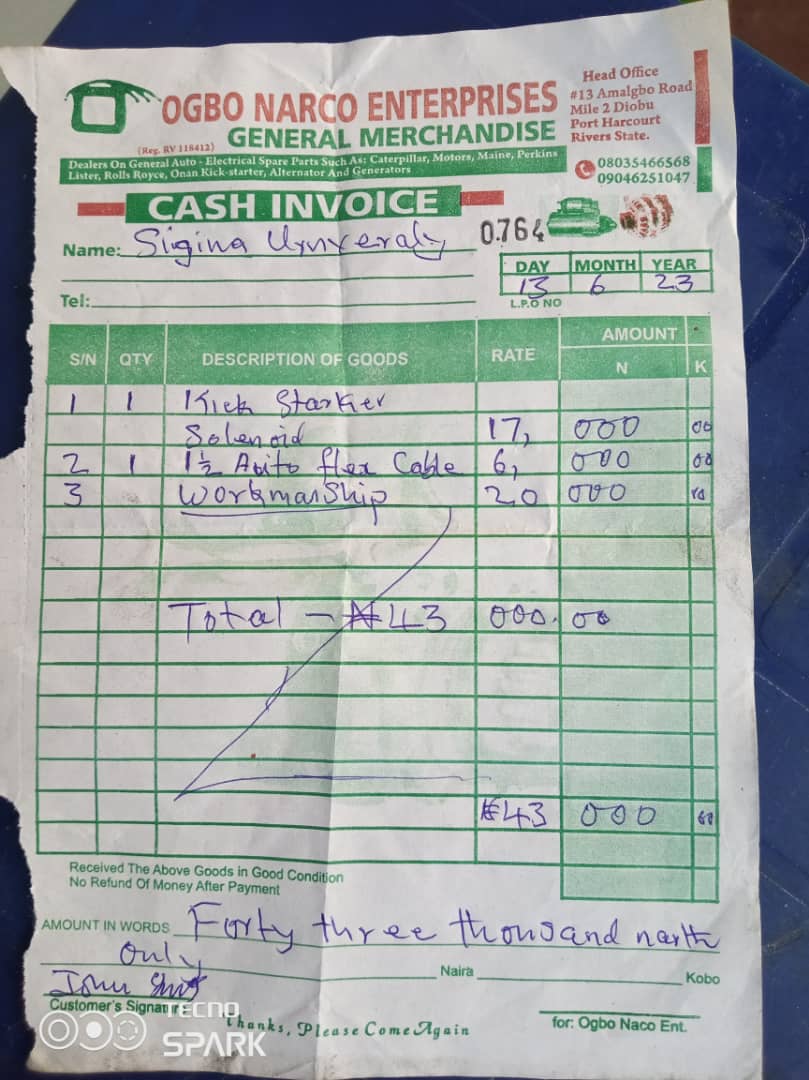 OGBO NARCO ENTERPRISES
(Reg. RV 118412) GENERAL MERCHANDISE
Head Office
#13 Amalgbo Road
Mile 2 Diobu
Port Harcourt
Rivers State.
08035466568
09046251047
Dealers On General Auto - Electrical Spare Parts Such As: Caterpillar, Motors, Maine, Perkins
Lister, Rolls Royce, Onan Kick-starter, Alternator And Generators
CASH INVOICE
0764
Name: Sigina
DAY MONTH YEAR
13 6 23
Tel:
L.P.O NO
S/N QTY DESCRIPTION OF GOODS RATE AMOUNT
N K
1 1 Kick Starter
Solenoid 17, 000 00
2 1 1½ Auto flex Cable 6, 000 00
3 Workmanship 20 000 00
Total - ₦43 000.00
₦43 000 00
Received The Above Goods in Good Condition
No Refund Of Money After Payment
AMOUNT IN WORDS Forty three thousand
only
Naira Kobo
John
Customer's Signature
for: Ogbo Naco Ent.
Thanks, Please Come Again
TECNO
SPARK